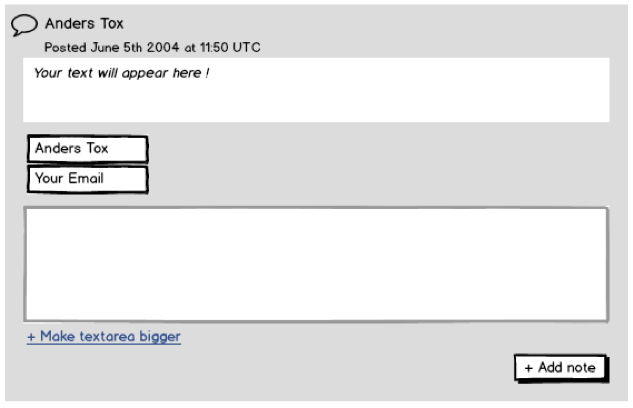 Anders Tox
Posted June 5th 2004 at 11:50 UTC
Your text will appear here !
Anders Tox
Your Email
+ Make textarea bigger
+ Add note